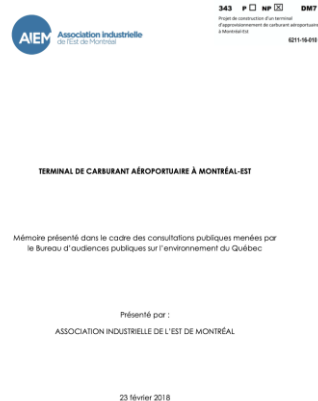 343 P ☐ NP ☒ DM7
Projet de construction d'un terminal
d'approvisionnement de carburant aéroportuaire
à Montréal-Est
6211-16-018
AIEM Association industrielle
de l'Est de Montréal
TERMINAL DE CARBURANT AÉROPORTUAIRE À MONTRÉAL-EST
Mémoire présenté dans le cadre des consultations publiques menées par
le Bureau d'audiences publiques sur l'environnement du Québec
Présenté par :
ASSOCIATION INDUSTRIELLE DE L'EST DE MONTRÉAL
23 février 2018